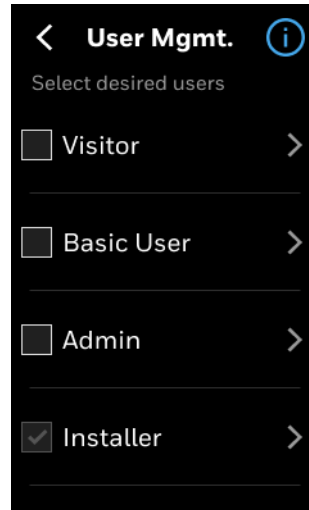 User Mgmt.
Select desired users
Visitor
Basic User
Admin
Installer